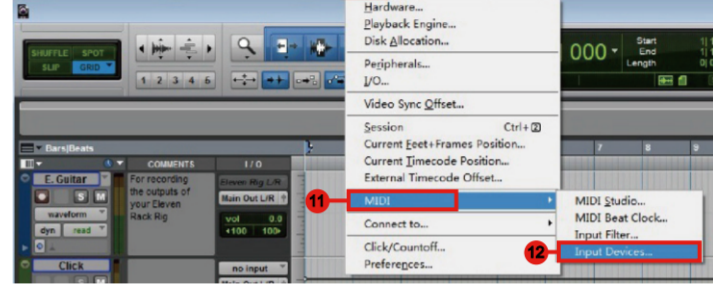 Hardware...
Playback Engine...
Disk Allocation...
Peripherals...
I/O...
Video Sync Offset...
Session Ctrl+2
Current Feet+Frames Position...
Current Timecode Position...
External Timecode Offset...
MIDI
Connect to...
Click/Countoff...
Preferences...
MIDI Studio...
MIDI Beat Clock...
Input Filter...
Input Devices...
11
12
SHUFFLE SPOT
SLIP GRID
1 2 3 4 5
000
Start
End
Length
Bars|Beats
7 8 9
COMMENTS I / O
E. Guitar
S M
waveform
dyn read
For recording
the outputs of
your Eleven
Rack Rig
Eleven Rig L/R
Main Out L/R
vol 0.0
+100 100
Click
S M
no input